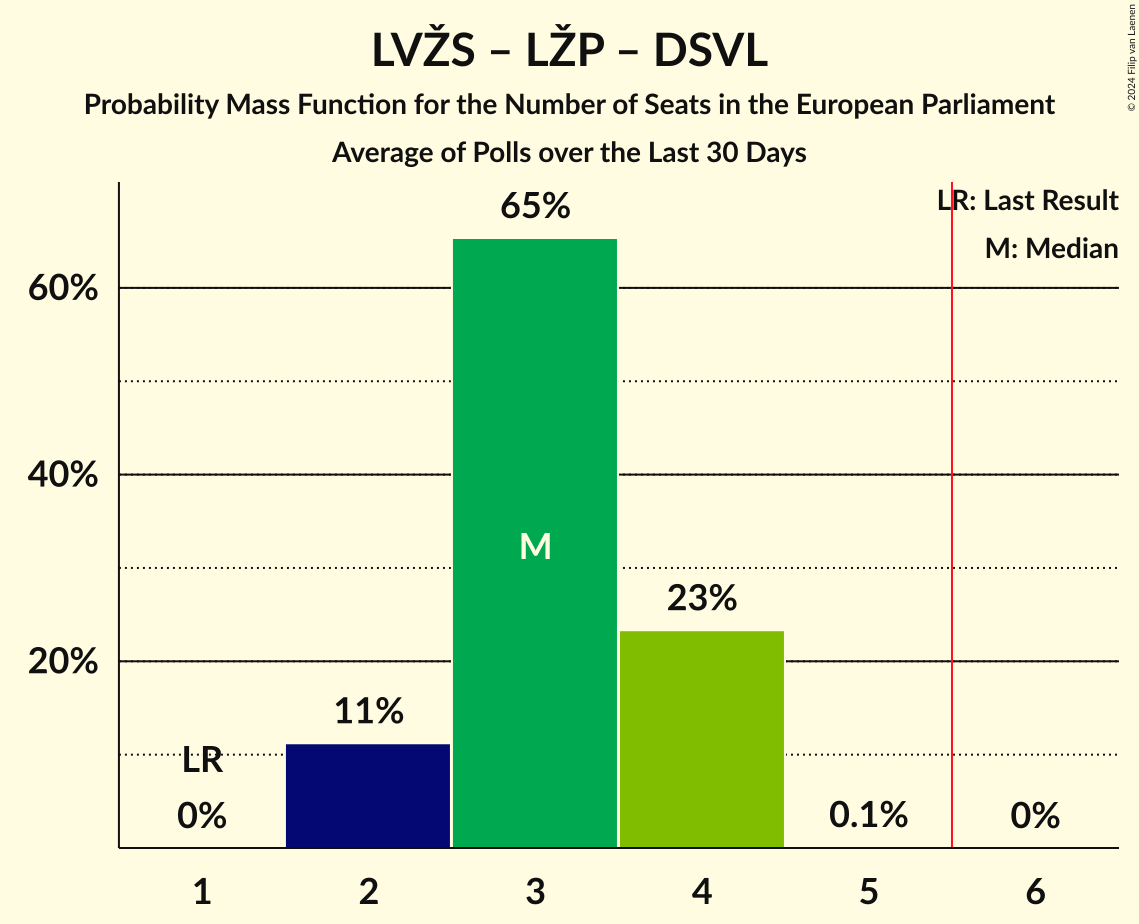 LVŽS – LŽP – DSVL
Probability Mass Function for the Number of Seats in the European Parliament
Average of Polls over the Last 30 Days
© 2024 Filip van Laenen
LR: Last Result
M: Median
65%
60%
40%
M
23%
20%
11%
LR
0%
0.1%
0%
1 2 3 4 5 6